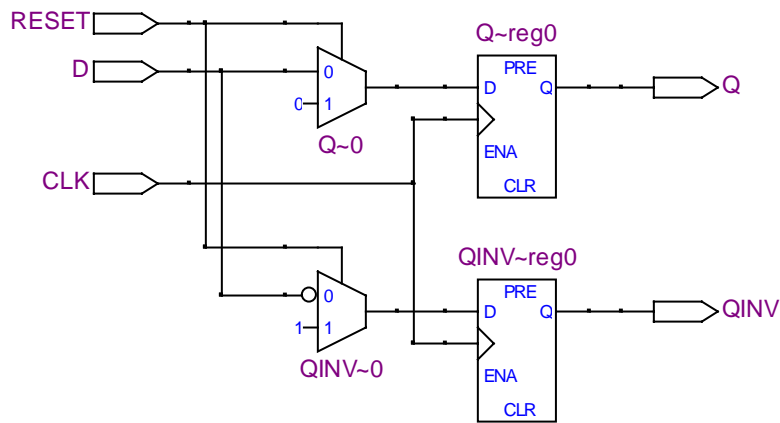 RESET
Q~reg0
D
0
PRE
D
Q
Q
0
1
Q~0
ENA
CLK
CLR
QINV~reg0
0
PRE
1
1
D
Q
QINV
QINV~0
ENA
CLR